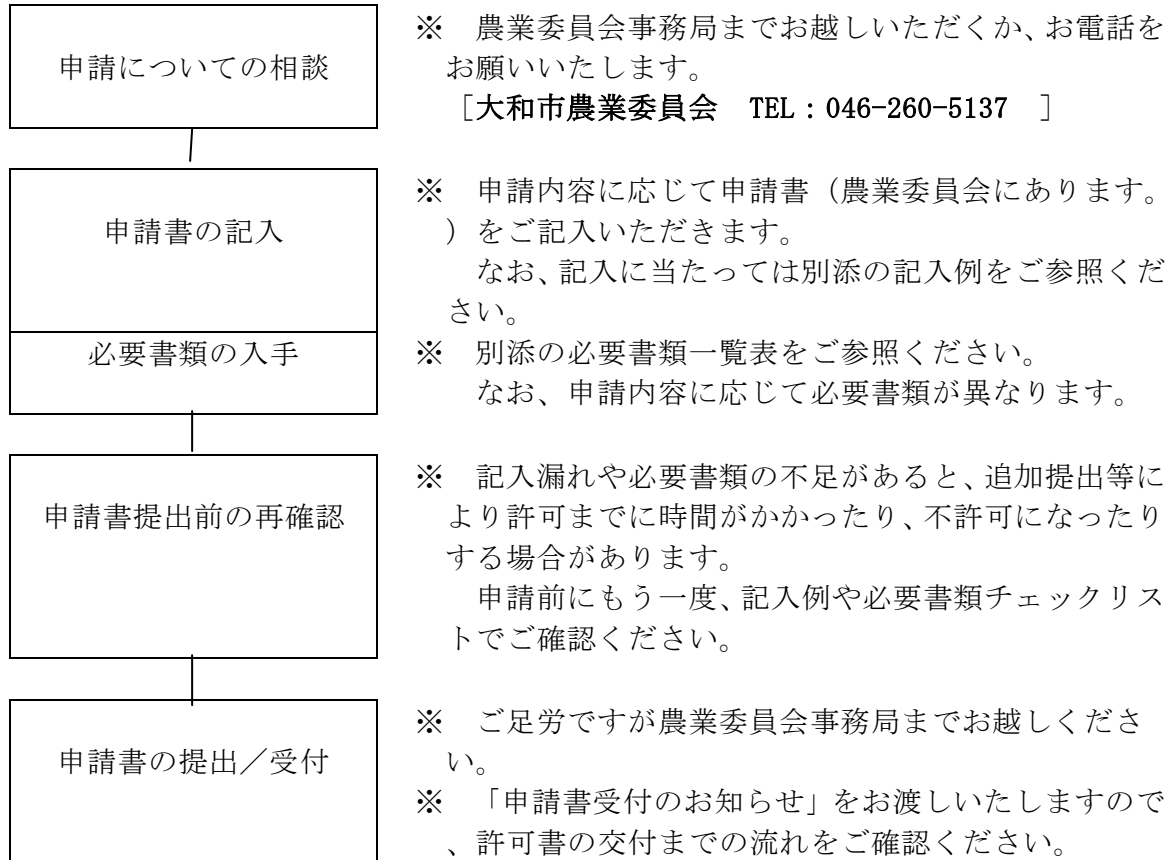 申請についての相談
※　農業委員会事務局までお越しいただくか、お電話を
お願いいたします。
［大和市農業委員会　TEL：046-260-5137　］
申請書の記入
※　申請内容に応じて申請書（農業委員会にあります。
）をご記入いただきます。
なお、記入に当たっては別添の記入例をご参照くだ
さい。
必要書類の入手
※　別添の必要書類一覧表をご参照ください。
なお、申請内容に応じて必要書類が異なります。
申請書提出前の再確認
※　記入漏れや必要書類の不足があると、追加提出等に
より許可までに時間がかかったり、不許可になったり
する場合があります。
申請前にもう一度、記入例や必要書類チェックリス
トでご確認ください。
申請書の提出／受付
※　ご足労ですが農業委員会事務局までお越しくださ
い。
※　「申請書受付のお知らせ」をお渡しいたしますので
、許可書の交付までの流れをご確認ください。